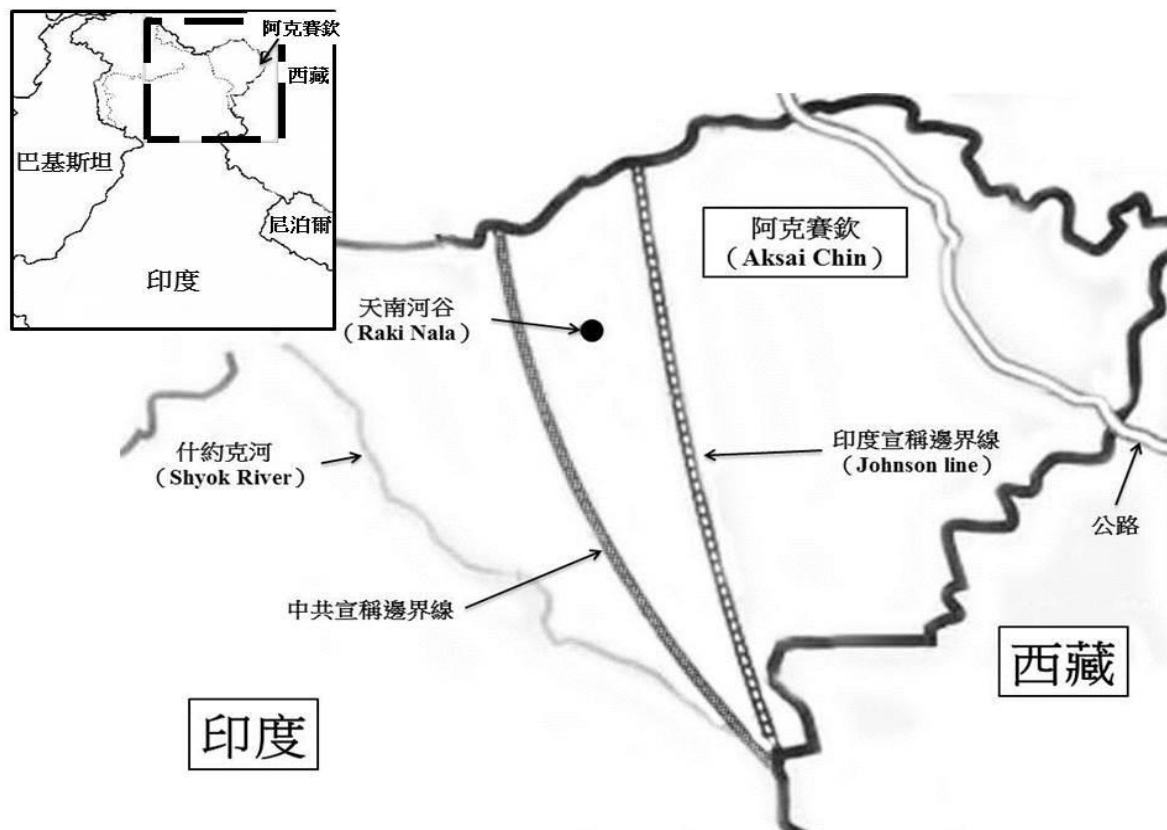 阿克賽欽
西藏
巴基斯坦
尼泊爾
印度
阿克賽欽
（Aksai Chin）
天南河谷
（Raki Nala）
什約克河
（Shyok River）
印度宣稱邊界線
（Johnson line）
公路
中共宣稱邊界線
西藏
印度